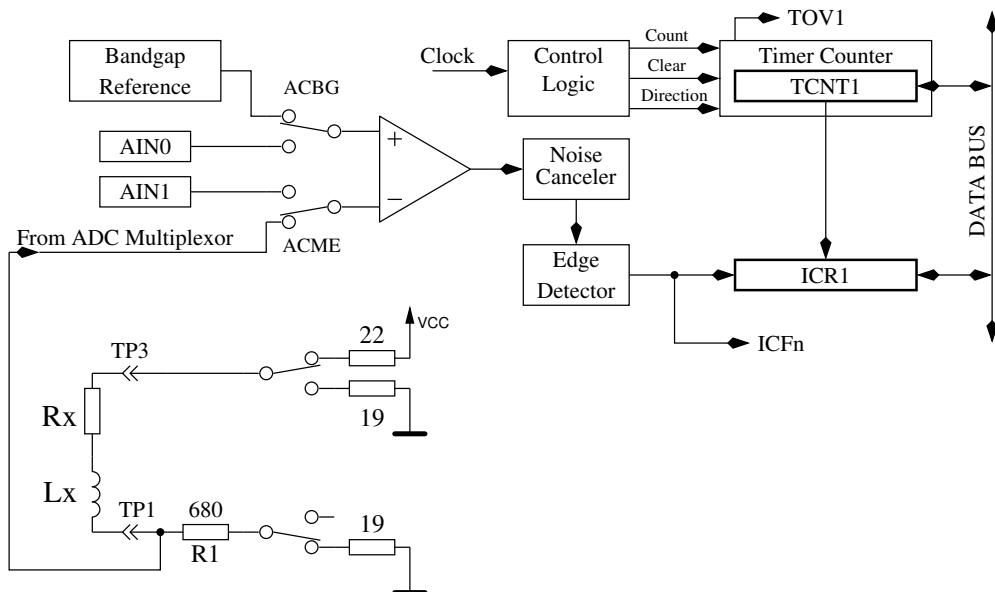 TOV1
Bandgap
Reference
ACBG
AIN0
AIN1
ACME
From ADC Multiplexor
+
−
Clock
Control
Logic
Count
Clear
Direction
Timer Counter
TCNT1
Noise
Canceler
Edge
Detector
ICR1
ICFn
DATA BUS
VCC
22
TP3
19
Rx
Lx
TP1
680
R1
19